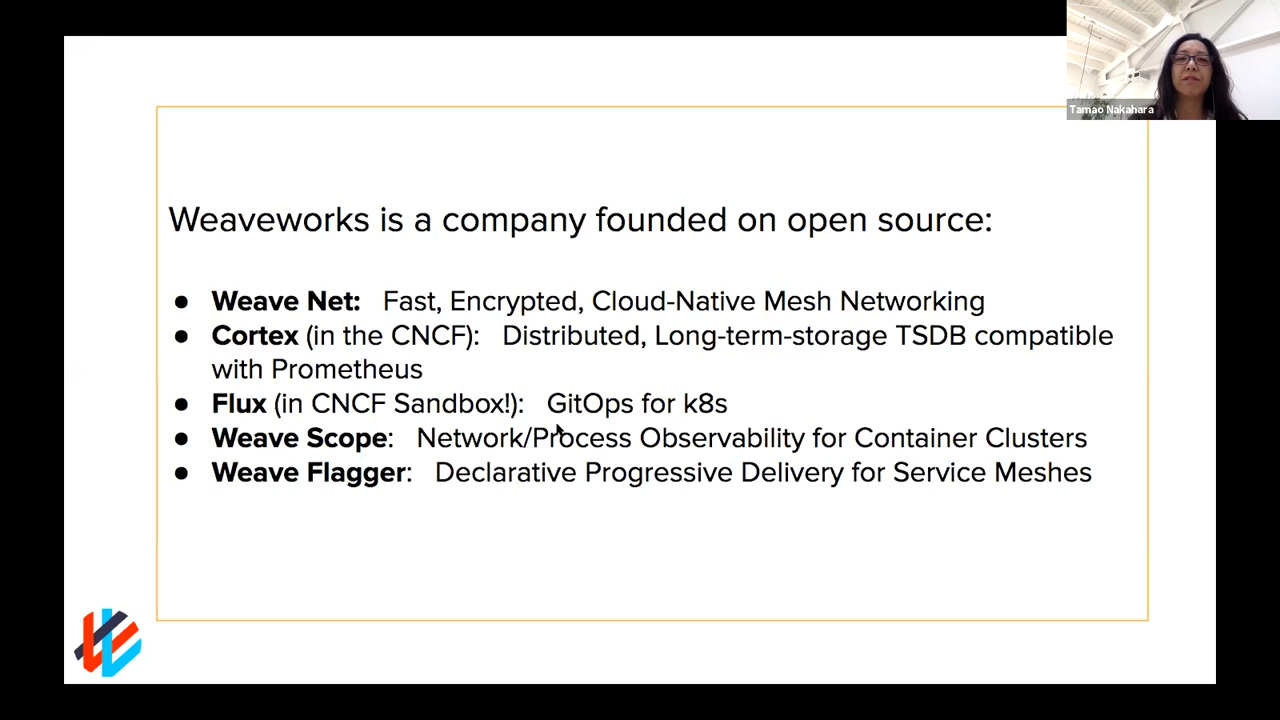 Tamao Nakahara
Weaveworks is a company founded on open source:
● Weave Net: Fast, Encrypted, Cloud-Native Mesh Networking
● Cortex (in the CNCF): Distributed, Long-term-storage TSDB compatible
with Prometheus
● Flux (in CNCF Sandbox!): GitOps for k8s
● Weave Scope: Network/Process Observability for Container Clusters
● Weave Flagger: Declarative Progressive Delivery for Service Meshes